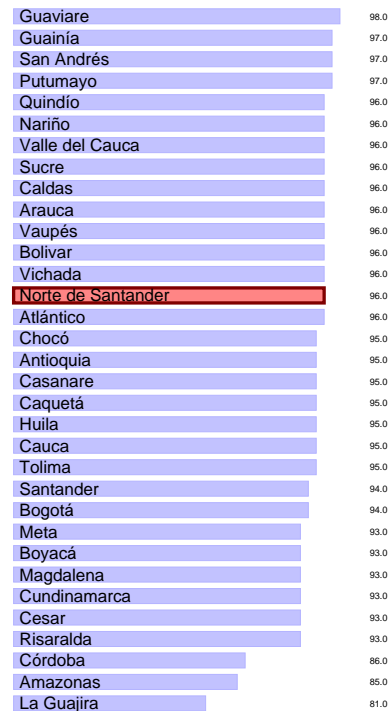 Guaviare 98.0
Guainía 97.0
San Andrés 97.0
Putumayo 97.0
Quindío 96.0
Nariño 96.0
Valle del Cauca 96.0
Sucre 96.0
Caldas 96.0
Arauca 96.0
Vaupés 96.0
Bolivar 96.0
Vichada 96.0
Norte de Santander 96.0
Atlántico 96.0
Chocó 95.0
Antioquia 95.0
Casanare 95.0
Caquetá 95.0
Huila 95.0
Cauca 95.0
Tolima 95.0
Santander 94.0
Bogotá 94.0
Meta 93.0
Boyacá 93.0
Magdalena 93.0
Cundinamarca 93.0
Cesar 93.0
Risaralda 93.0
Córdoba 86.0
Amazonas 85.0
La Guajira 81.0